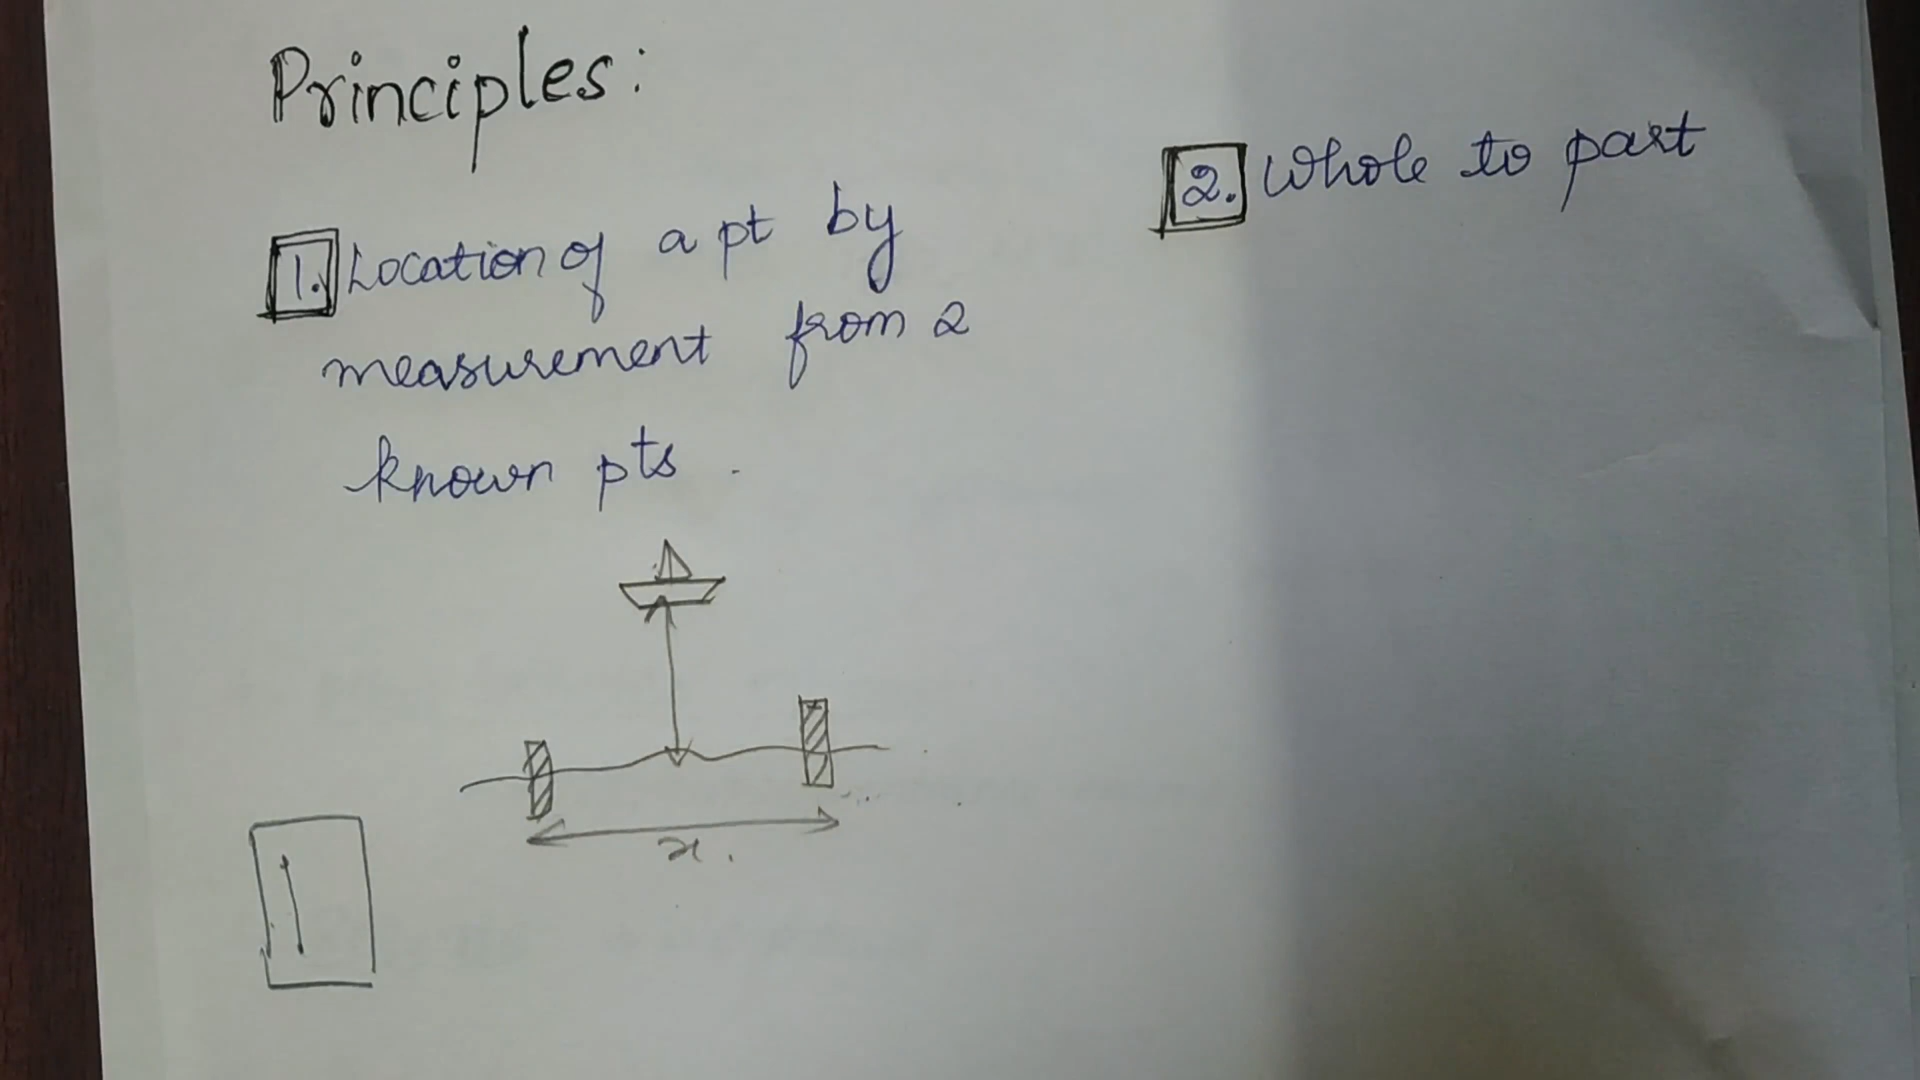 Principles:
1. Location of a pt by
measurement from 2
known pts.
x.
2. Whole to part